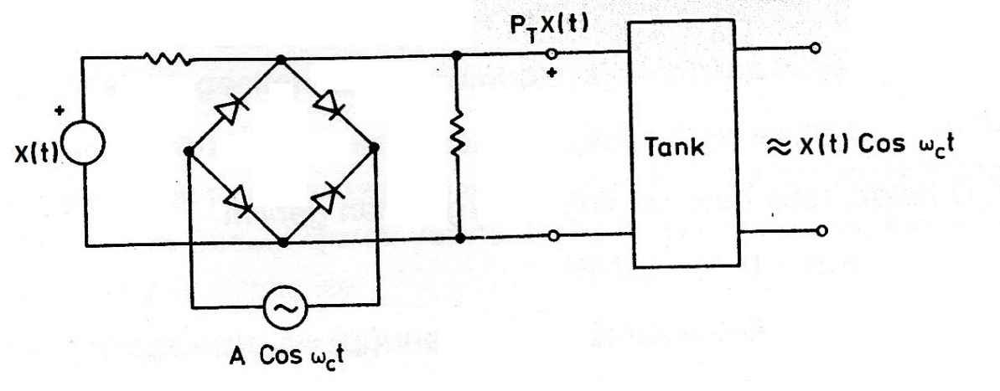 P_T X(t)
+
+
X(t)
Tank
≈ X(t) Cos ω_c t
+
~
A Cos ω_c t